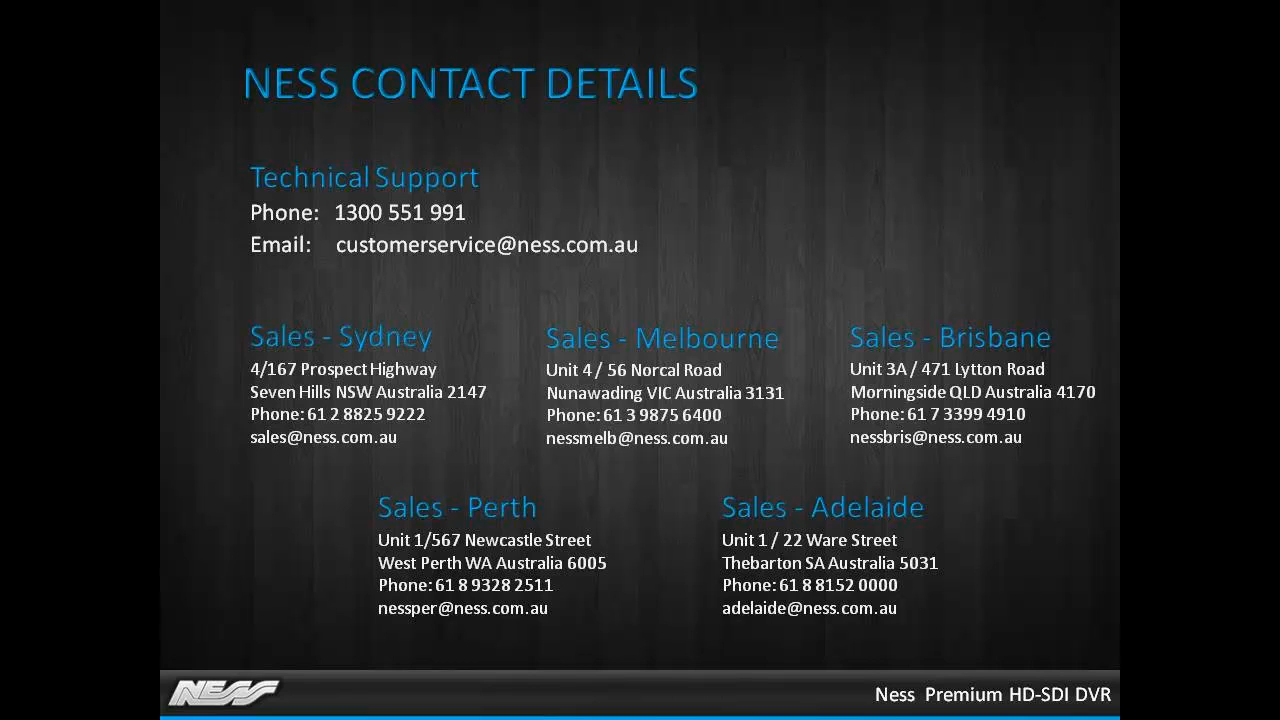 NESS CONTACT DETAILS
Technical Support
Phone: 1300 551 991
Email: customerservice@ness.com.au
Sales - Sydney
4/167 Prospect Highway
Seven Hills NSW Australia 2147
Phone: 61 2 8825 9222
sales@ness.com.au
Sales - Melbourne
Unit 4 / 56 Norcal Road
Nunawading VIC Australia 3131
Phone: 61 3 9875 6400
nessmelb@ness.com.au
Sales - Brisbane
Unit 3A / 471 Lytton Road
Morningside QLD Australia 4170
Phone: 61 7 3399 4910
nessbris@ness.com.au
Sales - Perth
Unit 1/567 Newcastle Street
West Perth WA Australia 6005
Phone: 61 8 9328 2511
nessper@ness.com.au
Sales - Adelaide
Unit 1 / 22 Ware Street
Thebarton SA Australia 5031
Phone: 61 8 8152 0000
adelaide@ness.com.au
NESS
Ness Premium HD-SDI DVR